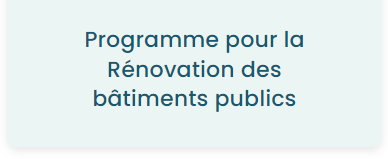 Programme pour la
Rénovation des
bâtiments publics